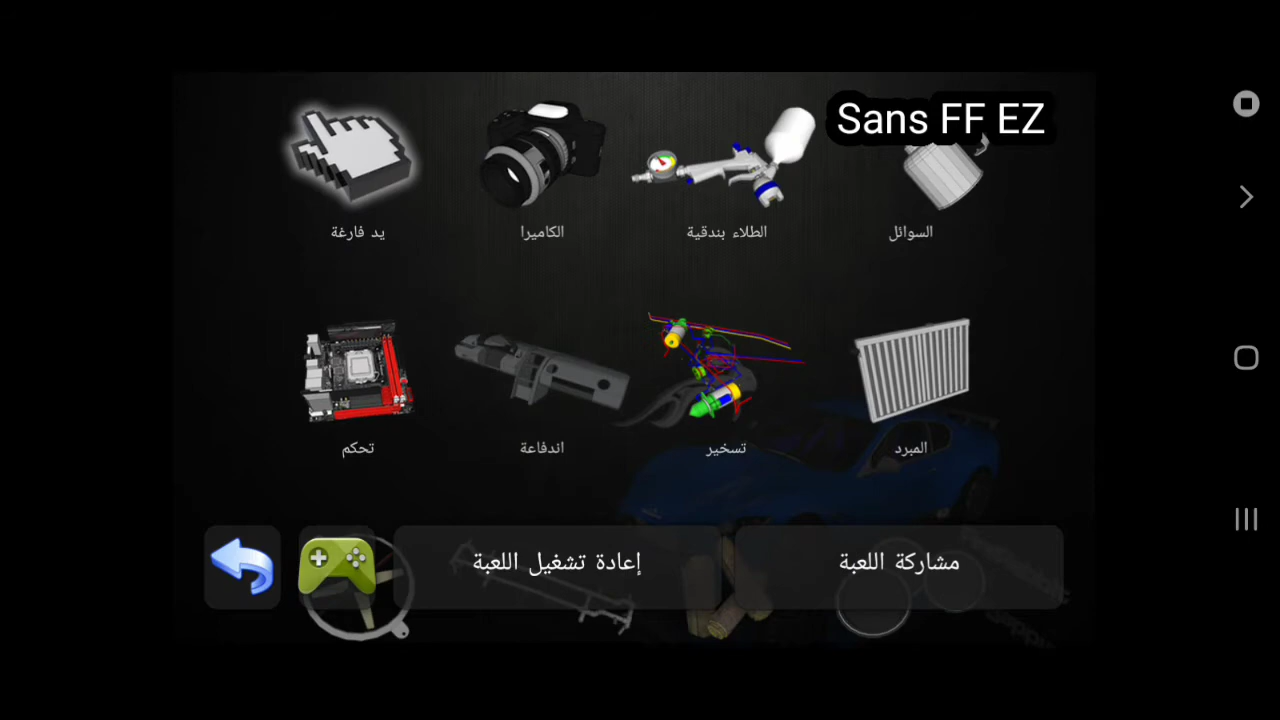 Sans FF EZ
السوائل
الطلاء بندقية
الكاميرا
يد فارغة
المبرد
تسخير
اندفاعة
تحكم
مشاركة اللعبة
إعادة تشغيل اللعبة